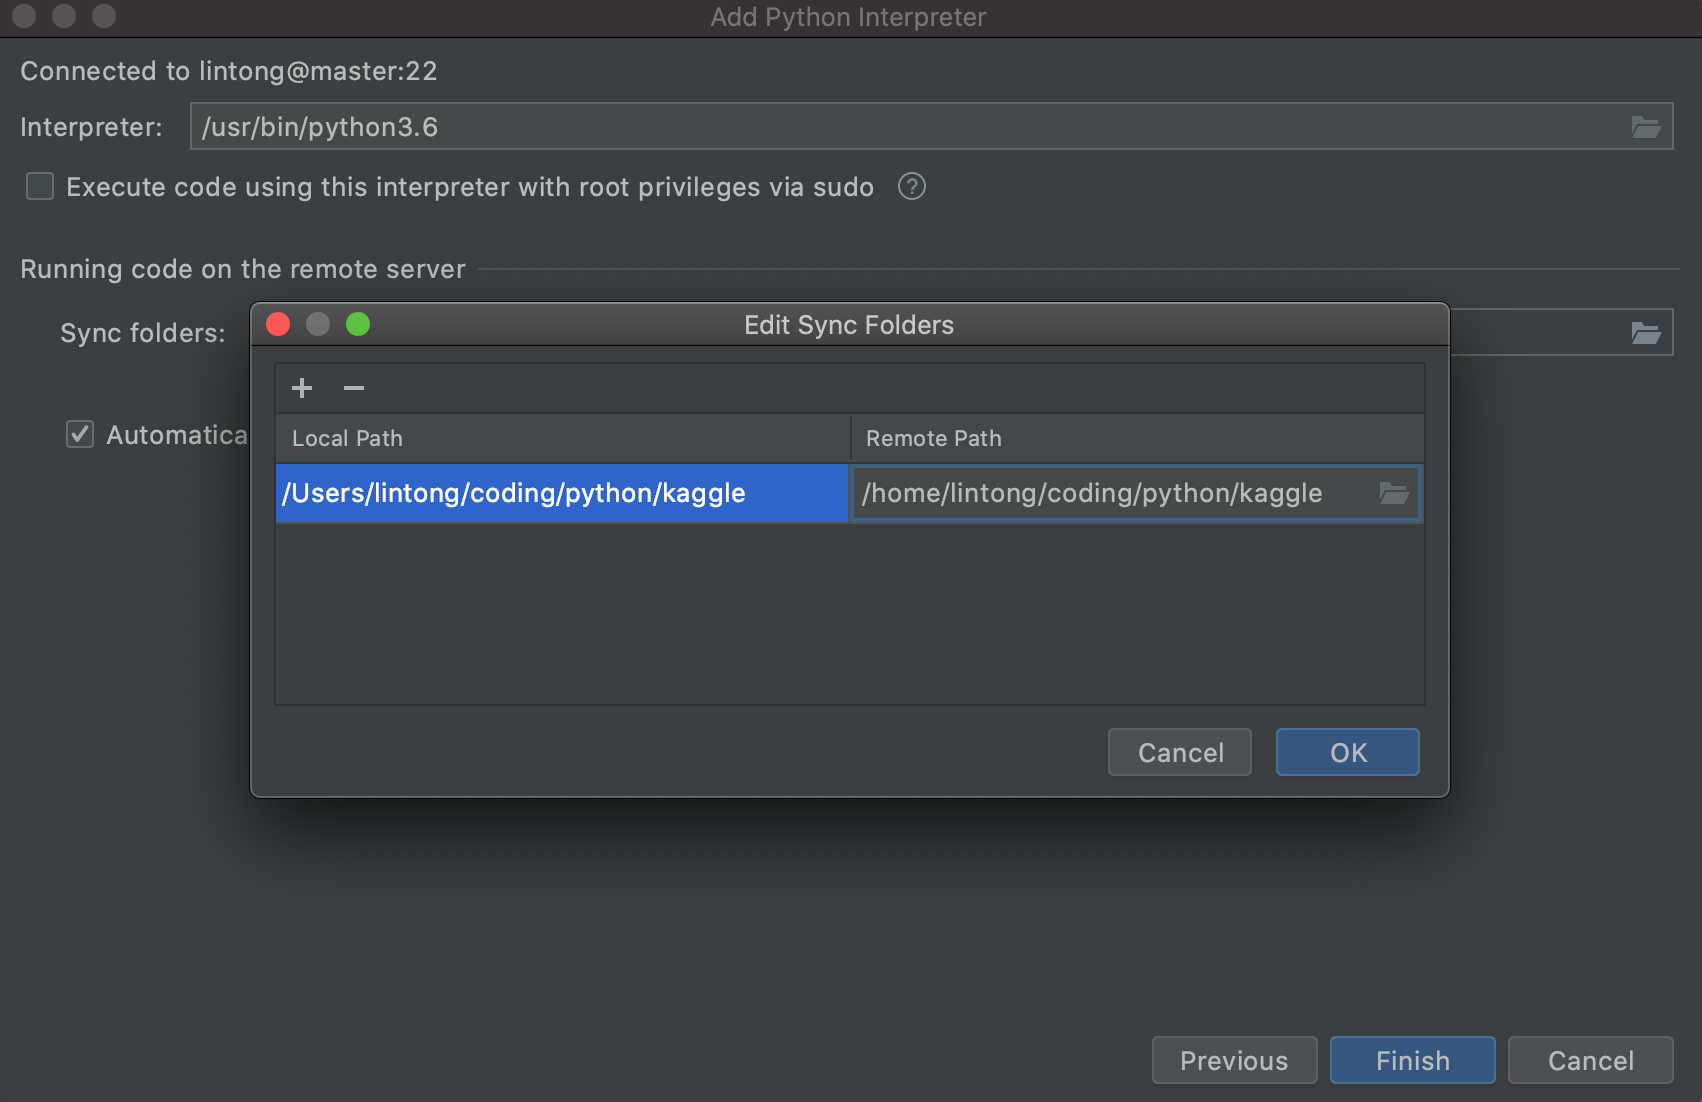 Add Python Interpreter
Connected to lintong@master:22
Interpreter: /usr/bin/python3.6
Execute code using this interpreter with root privileges via sudo ?
Running code on the remote server
Sync folders:
Edit Sync Folders
Automatica
Local Path Remote Path
/Users/lintong/coding/python/kaggle /home/lintong/coding/python/kaggle
Cancel OK
Previous Finish Cancel